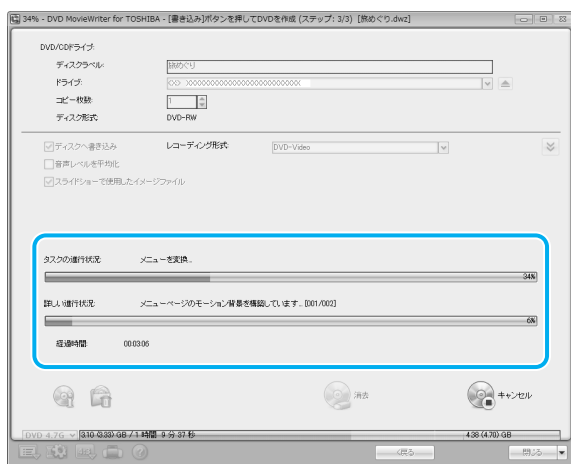 34% - DVD MovieWriter for TOSHIBA - [[書き込み]ボタンを押してDVDを作成 (ステップ: 3/3) [旅めぐり.dwz]
DVD/CDドライブ:
ディスクラベル: 旅めぐり
ドライブ:
コピー枚数: 1
ディスク形式: DVD-RW
ディスクへ書き込み レコーディング形式: DVD-Video
音声レベルを平均化
スライドショーで使用したイメージファイル
タスクの進行状況: メニューを変換...
34%
詳しい進行状況: メニューページのモーション背景を構築しています... [001/002]
6%
経過時間: 00:03:06
消去 キャンセル
DVD 4.7G 3.10 (3.33) GB / 1 時間 9 分 37 秒 4.38 (4.70) GB
<戻る 閉じる